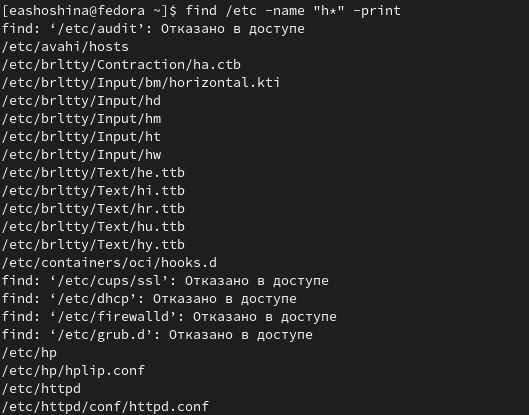 [eashoshina@fedora ~]$ find /etc -name "h*" -print
find: ‘/etc/audit’: Отказано в доступе
/etc/avahi/hosts
/etc/brltty/Contraction/ha.ctb
/etc/brltty/Input/bm/horizontal.kti
/etc/brltty/Input/hd
/etc/brltty/Input/hm
/etc/brltty/Input/ht
/etc/brltty/Input/hw
/etc/brltty/Text/he.ttb
/etc/brltty/Text/hi.ttb
/etc/brltty/Text/hr.ttb
/etc/brltty/Text/hu.ttb
/etc/brltty/Text/hy.ttb
/etc/containers/oci/hooks.d
find: ‘/etc/cups/ssl’: Отказано в доступе
find: ‘/etc/dhcp’: Отказано в доступе
find: ‘/etc/firewalld’: Отказано в доступе
find: ‘/etc/grub.d’: Отказано в доступе
/etc/hp
/etc/hp/hplip.conf
/etc/httpd
/etc/httpd/conf/httpd.conf